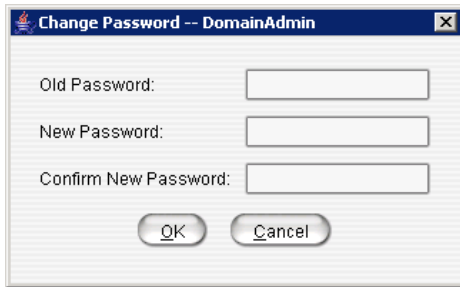 Change Password -- DomainAdmin
Old Password:
New Password:
Confirm New Password:
OK Cancel